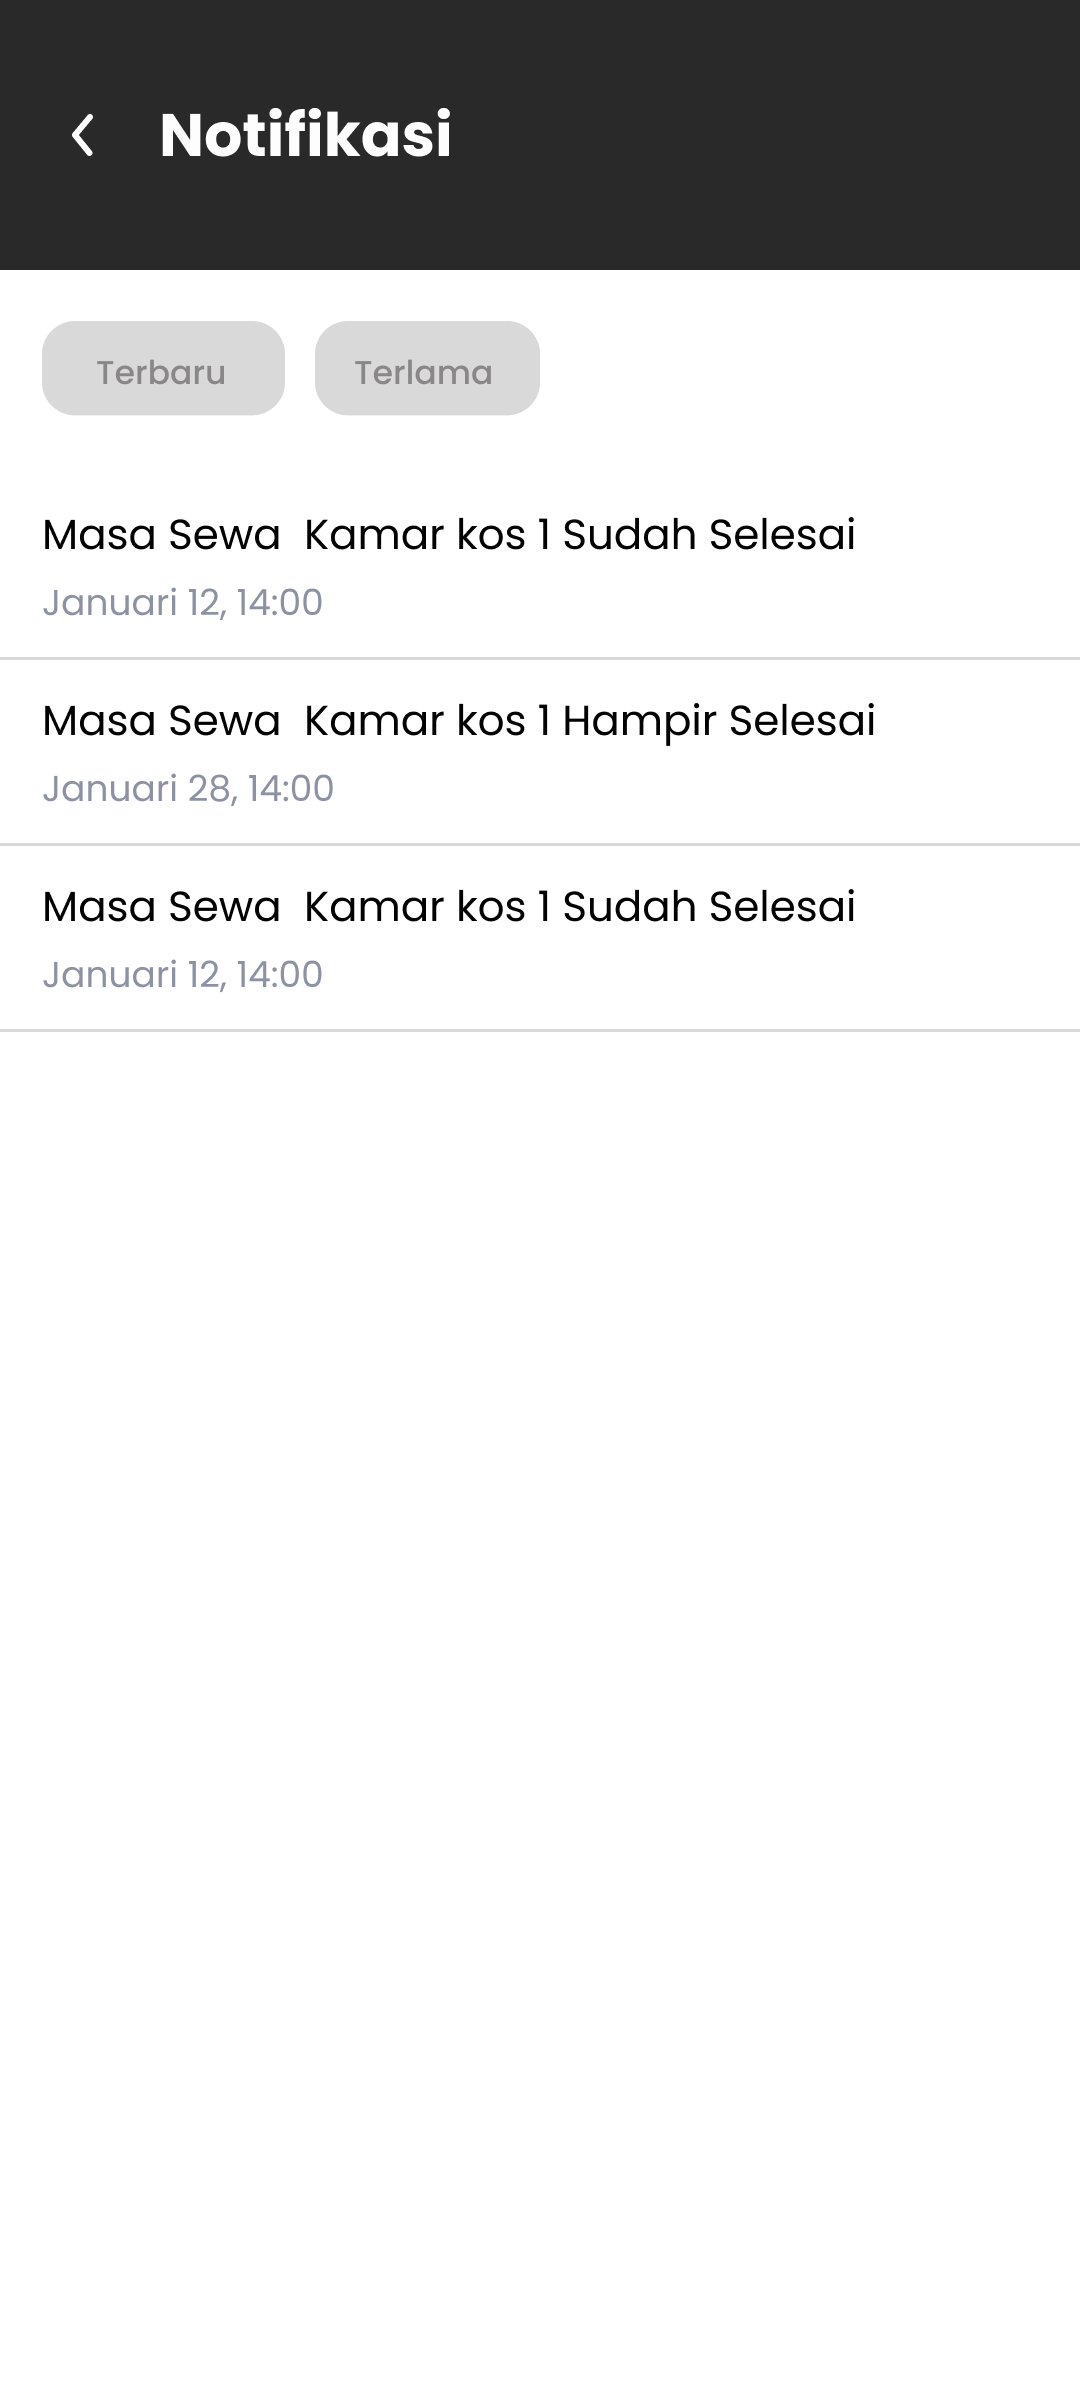 Notifikasi
Terbaru
Terlama
Masa Sewa  Kamar kos 1 Sudah Selesai
Januari 12, 14:00
Masa Sewa  Kamar kos 1 Hampir Selesai
Januari 28, 14:00
Masa Sewa  Kamar kos 1 Sudah Selesai
Januari 12, 14:00